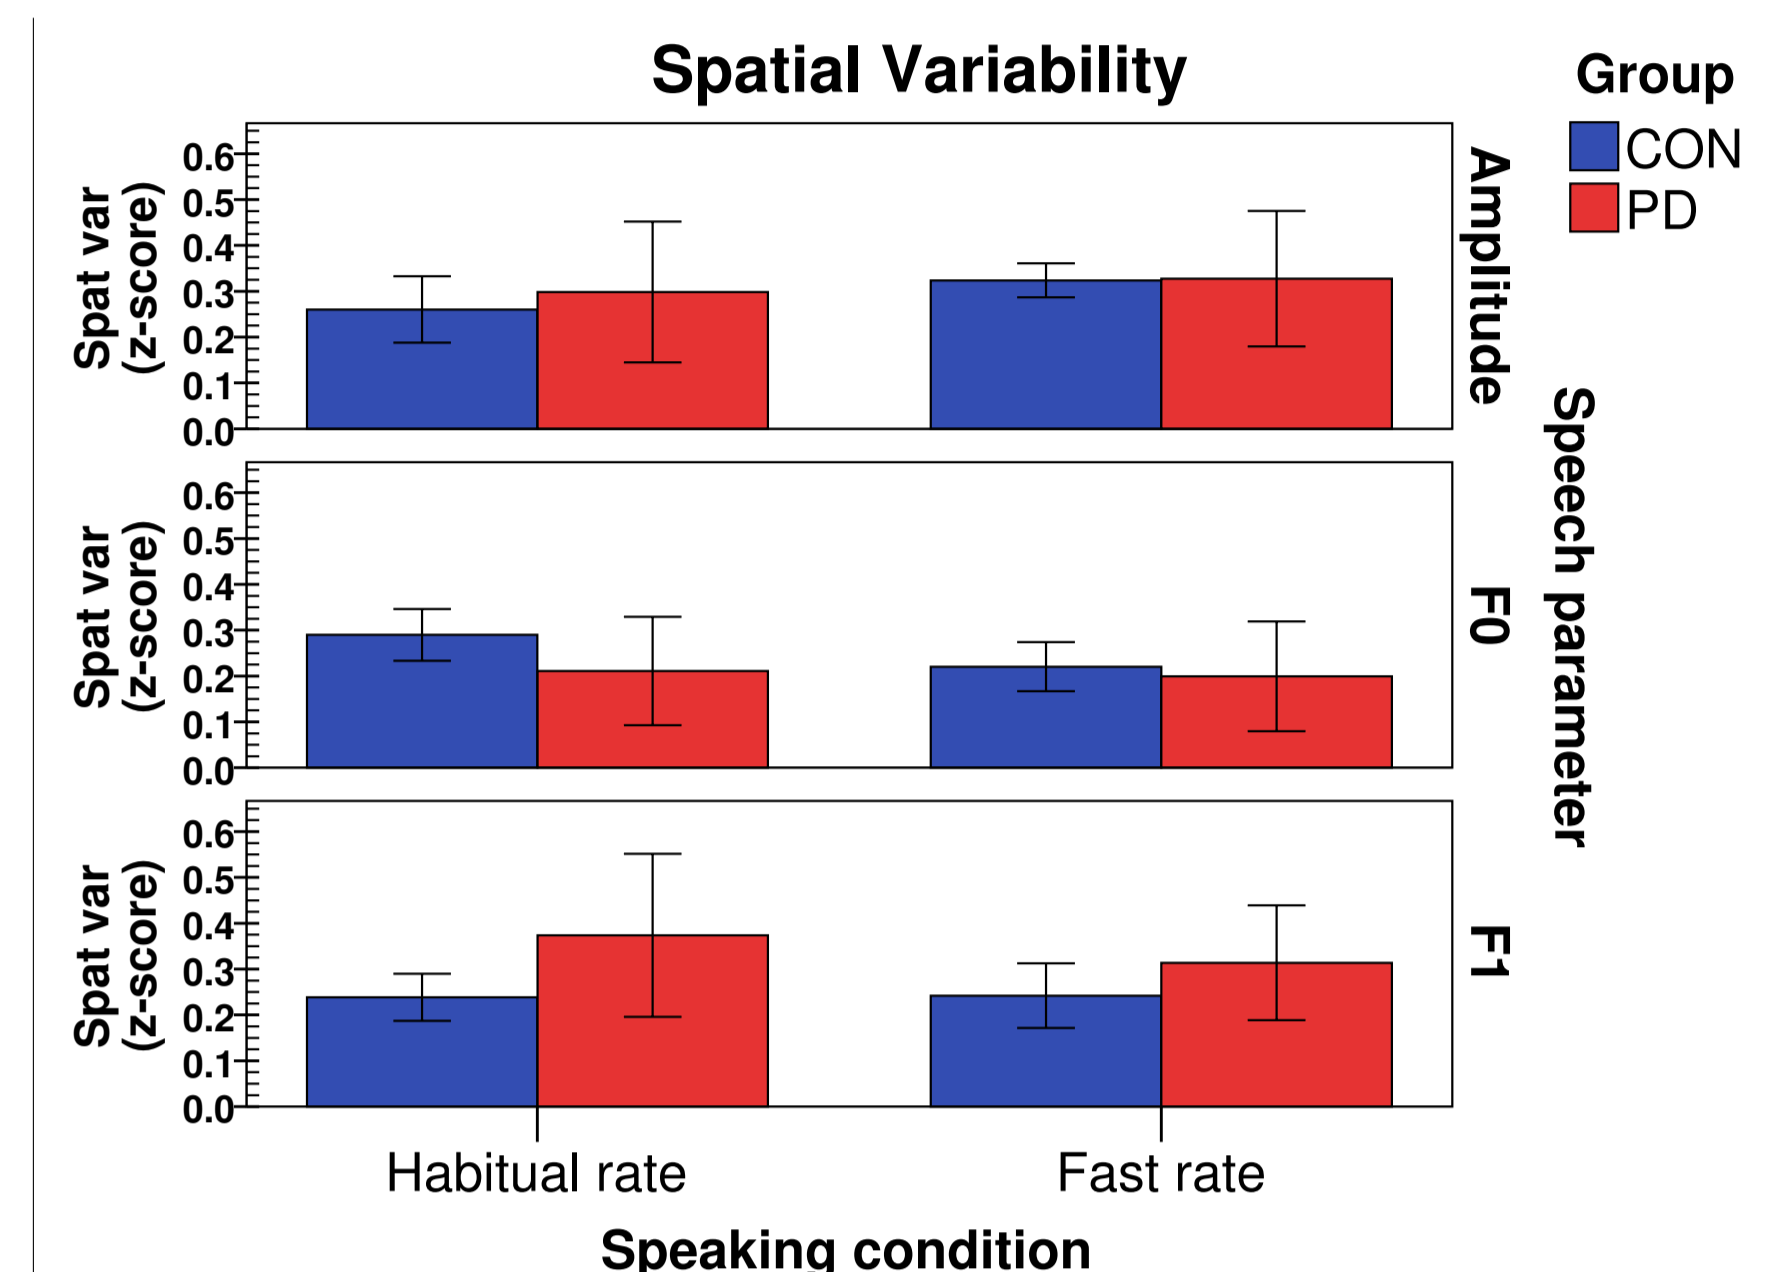 Spatial Variability
Group
CON
PD
Spat var
(z-score)
0.6
0.5
0.4
0.3
0.2
0.1
0.0
Amplitude
Spat var
(z-score)
0.6
0.5
0.4
0.3
0.2
0.1
0.0
F0
Spat var
(z-score)
0.6
0.5
0.4
0.3
0.2
0.1
0.0
F1
Speech parameter
Habitual rate
Fast rate
Speaking condition